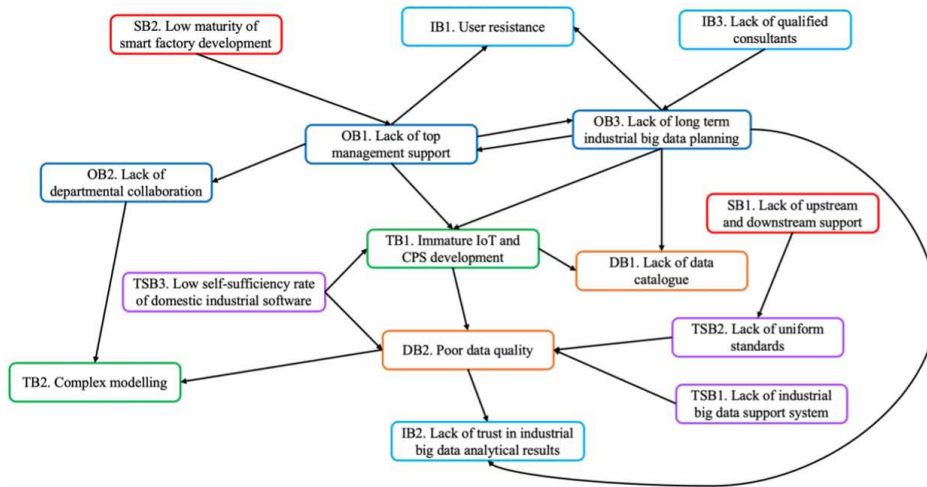 SB2. Low maturity of
smart factory development
IB1. User resistance
IB3. Lack of qualified
consultants
OB1. Lack of top
management support
OB3. Lack of long term
industrial big data planning
OB2. Lack of
departmental collaboration
SB1. Lack of upstream
and downstream support
TB1. Immature IoT and
CPS development
DB1. Lack of data
catalogue
TSB3. Low self-sufficiency rate
of domestic industrial software
TSB2. Lack of uniform
standards
DB2. Poor data quality
TB2. Complex modelling
TSB1. Lack of industrial
big data support system
IB2. Lack of trust in industrial
big data analytical results